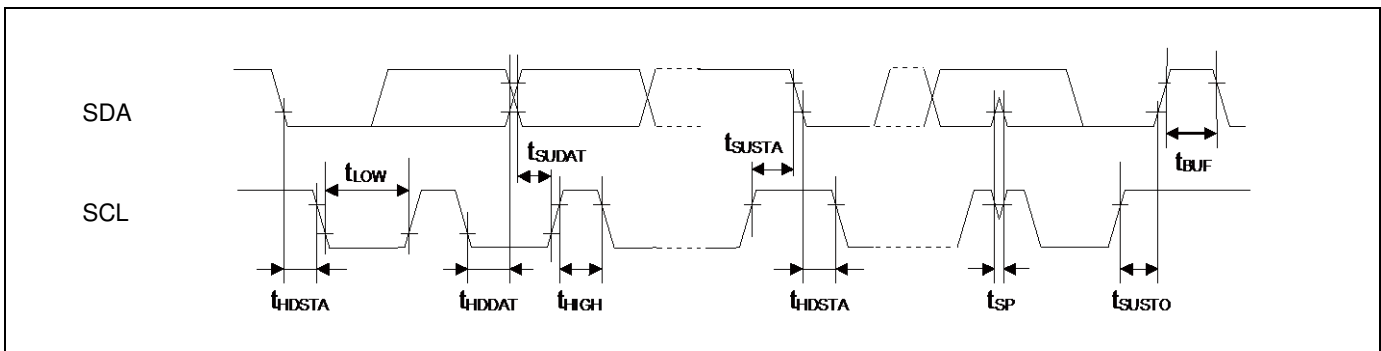 SDA
tSUDAT
tSUSTA
tLOW
tBUF
SCL
tHDSTA
tHDDAT
tHIGH
tHDSTA
tSP
tSUSTO